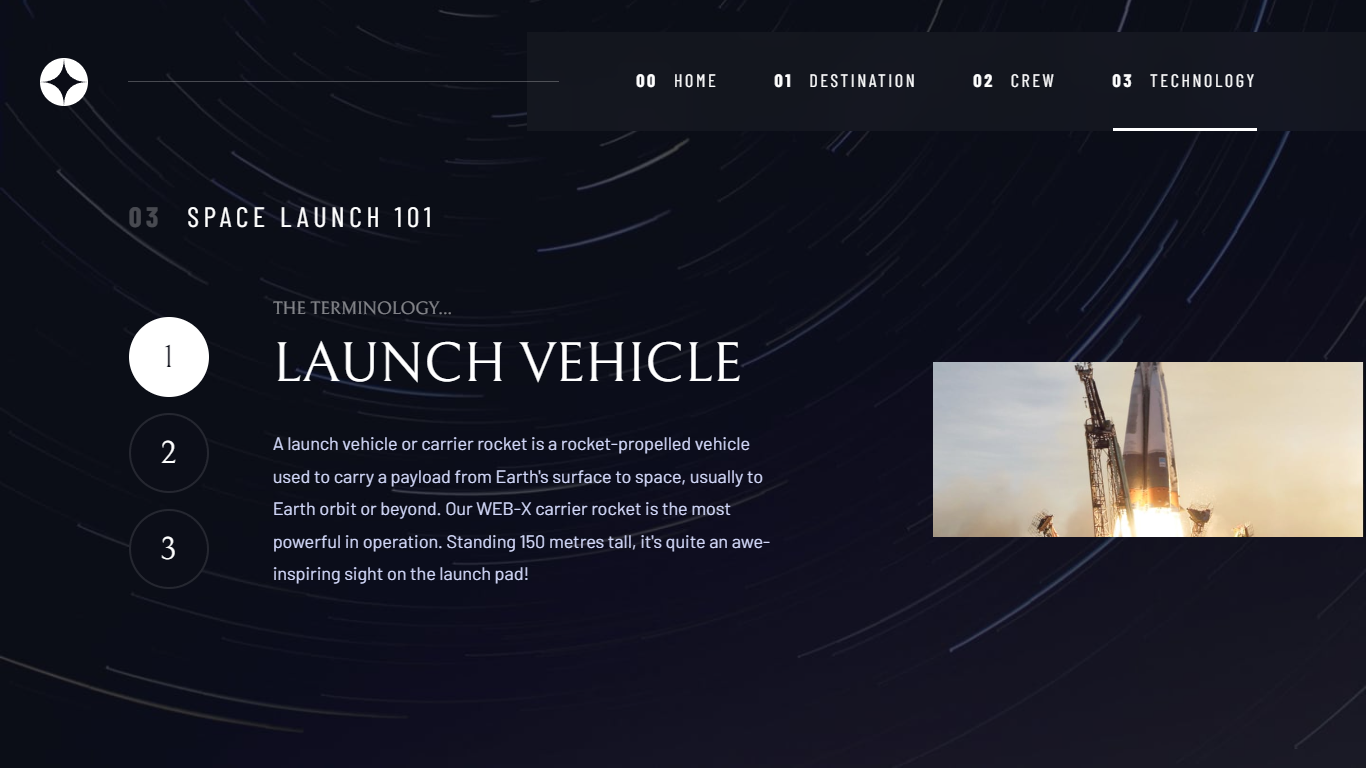 00 HOME 01 DESTINATION 02 CREW 03 TECHNOLOGY
03 SPACE LAUNCH 101
THE TERMINOLOGY...
LAUNCH VEHICLE
1
2
3
A launch vehicle or carrier rocket is a rocket-propelled vehicle
used to carry a payload from Earth's surface to space, usually to
Earth orbit or beyond. Our WEB-X carrier rocket is the most
powerful in operation. Standing 150 metres tall, it's quite an awe-
inspiring sight on the launch pad!